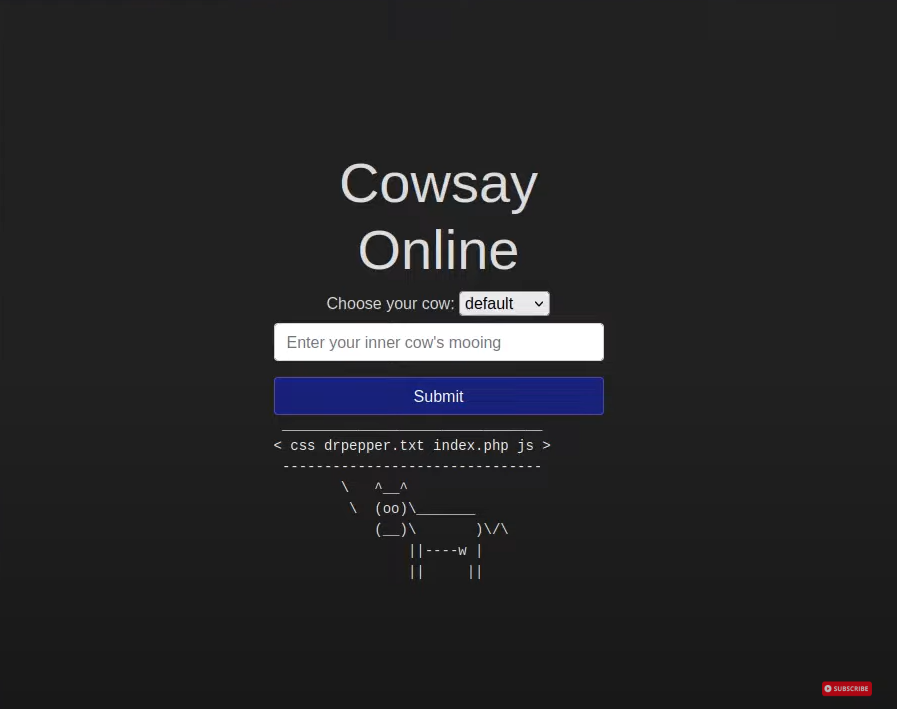 Cowsay
Online
Choose your cow: default
Enter your inner cow's mooing
Submit
 _______________________________
< css drpepper.txt index.php js >
 -------------------------------
        \   ^__^
         \  (oo)\_______
            (__)\       )\/\
                ||----w |
                ||     ||
SUBSCRIBE